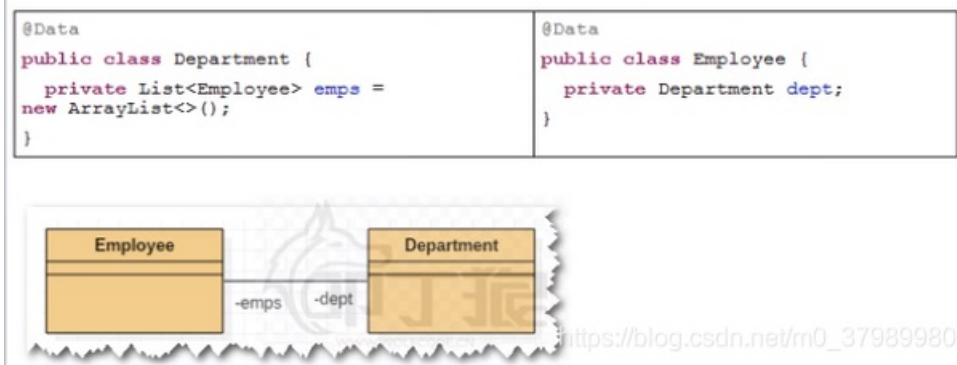 @Data
public class Department {
private List<Employee> emps =
new ArrayList<>();
}
@Data
public class Employee {
private Department dept;
}
Employee
Department
-emps
-dept
https://blog.csdn.net/m0_37989980